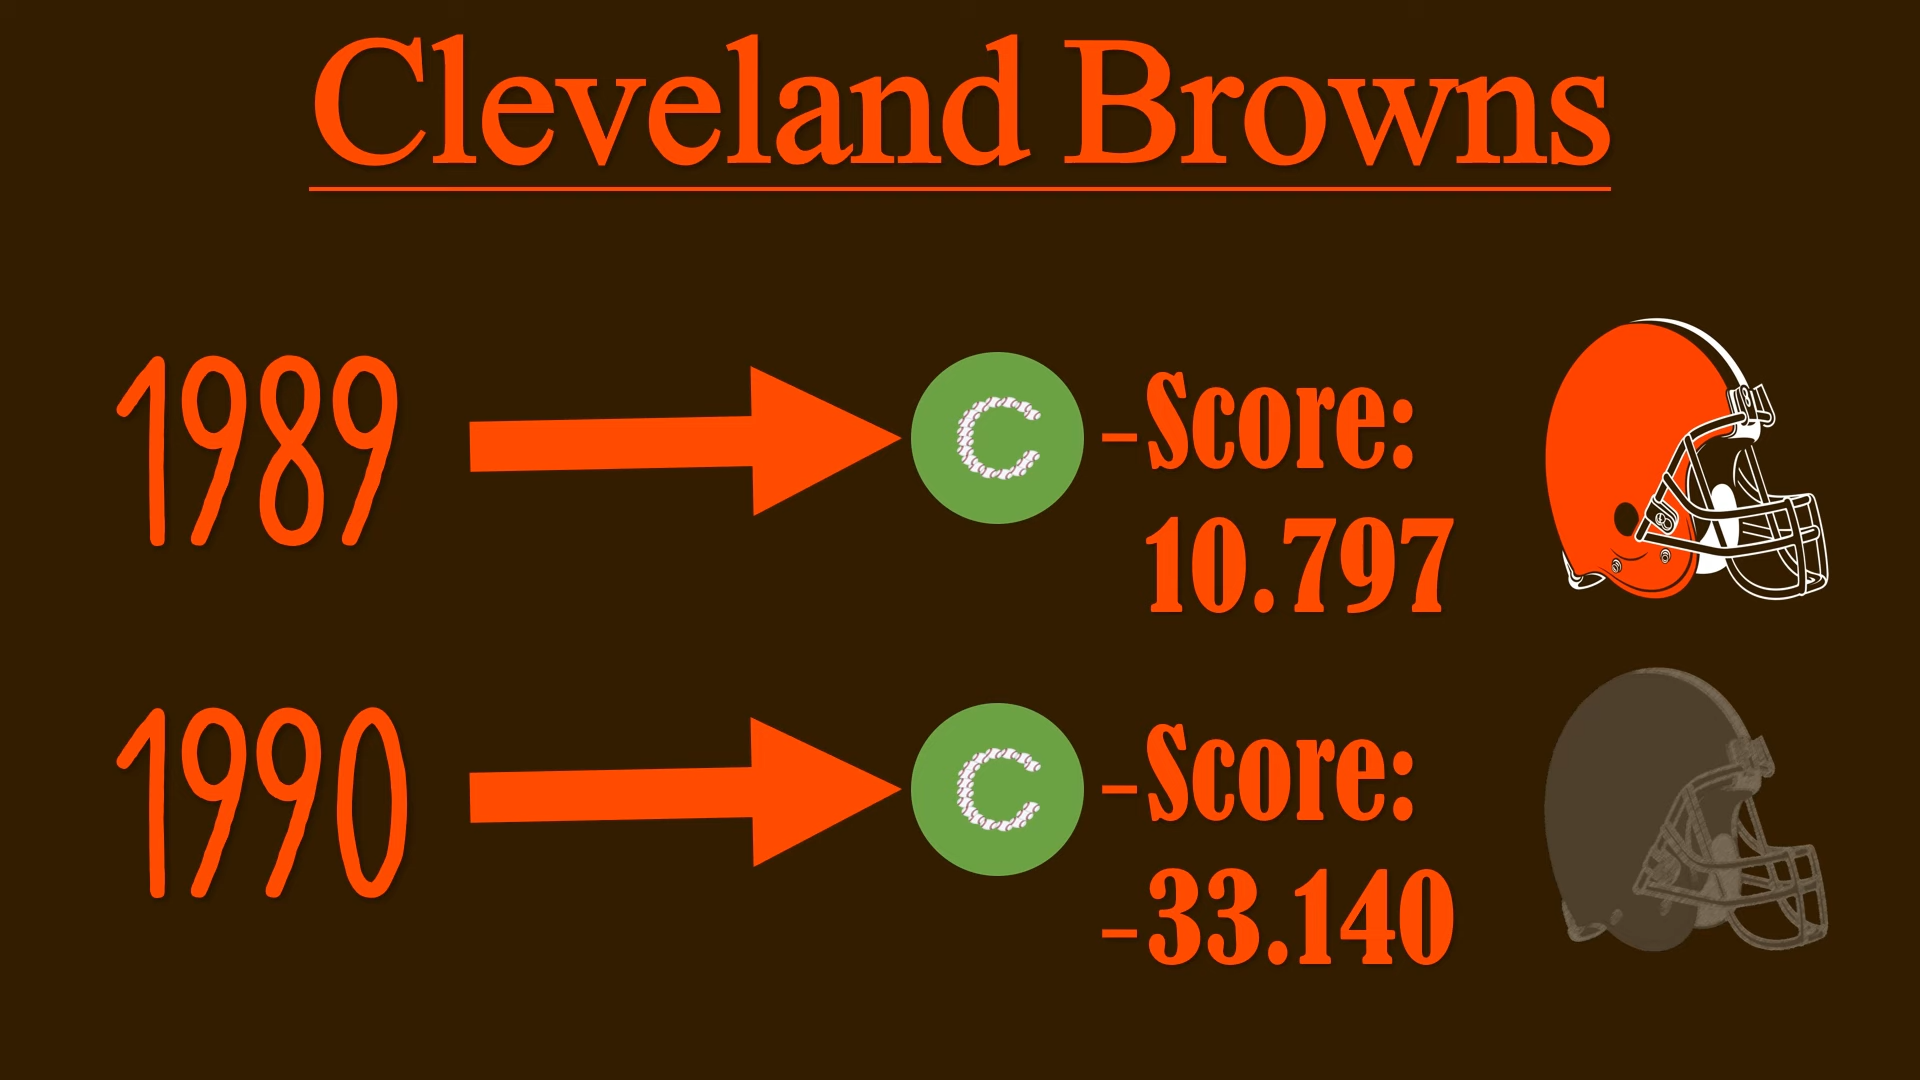 Cleveland Browns
1989
C
-Score:
10.797
1990
C
-Score:
-33.140